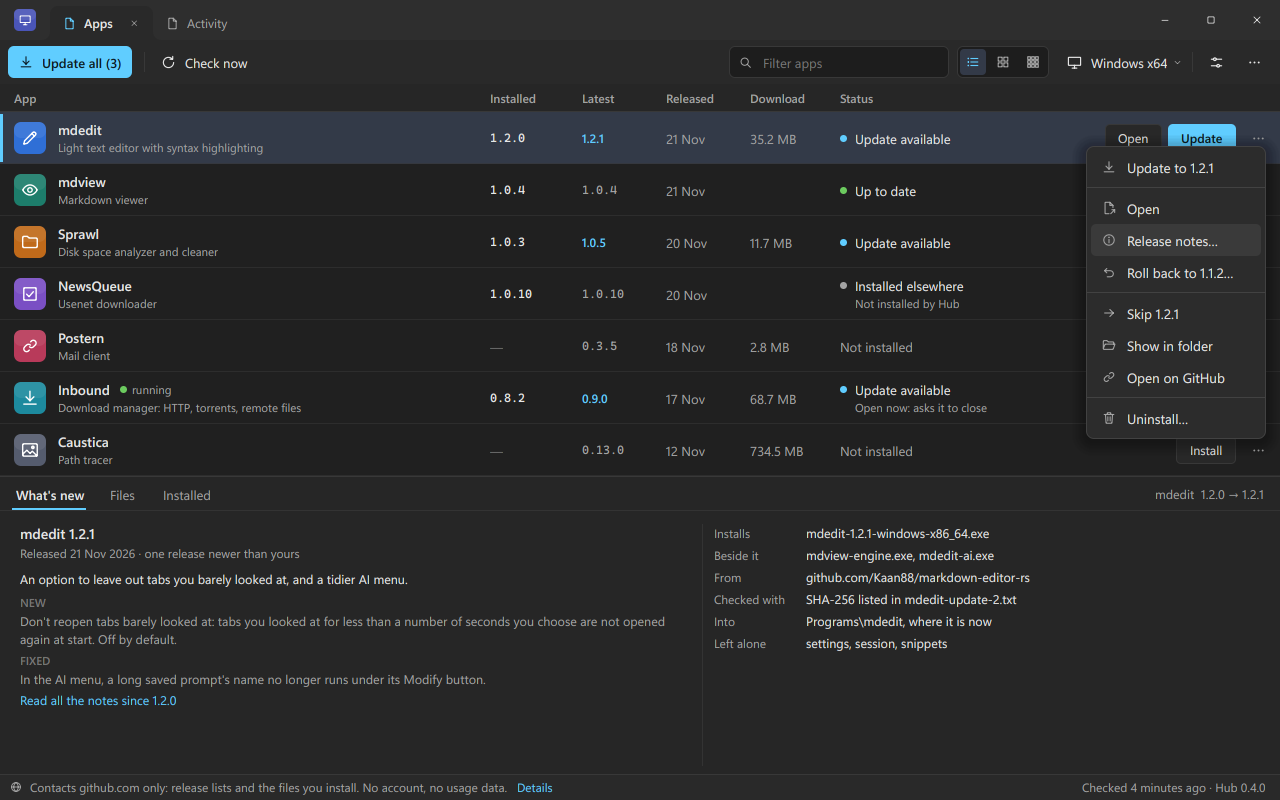 Apps
Activity
Update all (3)
Check now
Filter apps
Windows x64
App Installed Latest Released Download Status
mdedit
Light text editor with syntax highlighting
1.2.0 1.2.1 21 Nov 35.2 MB Update available
Open Update
mdview
Markdown viewer
1.0.4 1.0.4 21 Nov Up to date
Sprawl
Disk space analyzer and cleaner
1.0.3 1.0.5 20 Nov 11.7 MB Update available
NewsQueue
Usenet downloader
1.0.10 1.0.10 20 Nov Installed elsewhere
Not installed by Hub
Postern
Mail client
— 0.3.5 18 Nov 2.8 MB Not installed
Inbound running
Download manager: HTTP, torrents, remote files
0.8.2 0.9.0 17 Nov 68.7 MB Update available
Open now: asks it to close
Caustica
Path tracer
— 0.13.0 12 Nov 734.5 MB Not installed
Install
Update to 1.2.1
Open
Release notes...
Roll back to 1.1.2...
Skip 1.2.1
Show in folder
Open on GitHub
Uninstall...
What's new Files Installed
mdedit 1.2.0 → 1.2.1
mdedit 1.2.1
Released 21 Nov 2026 · one release newer than yours
An option to leave out tabs you barely looked at, and a tidier AI menu.
NEW
Don't reopen tabs barely looked at: tabs you looked at for less than a number of seconds you choose are not opened
again at start. Off by default.
FIXED
In the AI menu, a long saved prompt's name no longer runs under its Modify button.
Read all the notes since 1.2.0
Installs mdedit-1.2.1-windows-x86_64.exe
Beside it mdview-engine.exe, mdedit-ai.exe
From github.com/Kaan88/markdown-editor-rs
Checked with SHA-256 listed in mdedit-update-2.txt
Into Programs\mdedit, where it is now
Left alone settings, session, snippets
Contacts github.com only: release lists and the files you install. No account, no usage data. Details
Checked 4 minutes ago · Hub 0.4.0